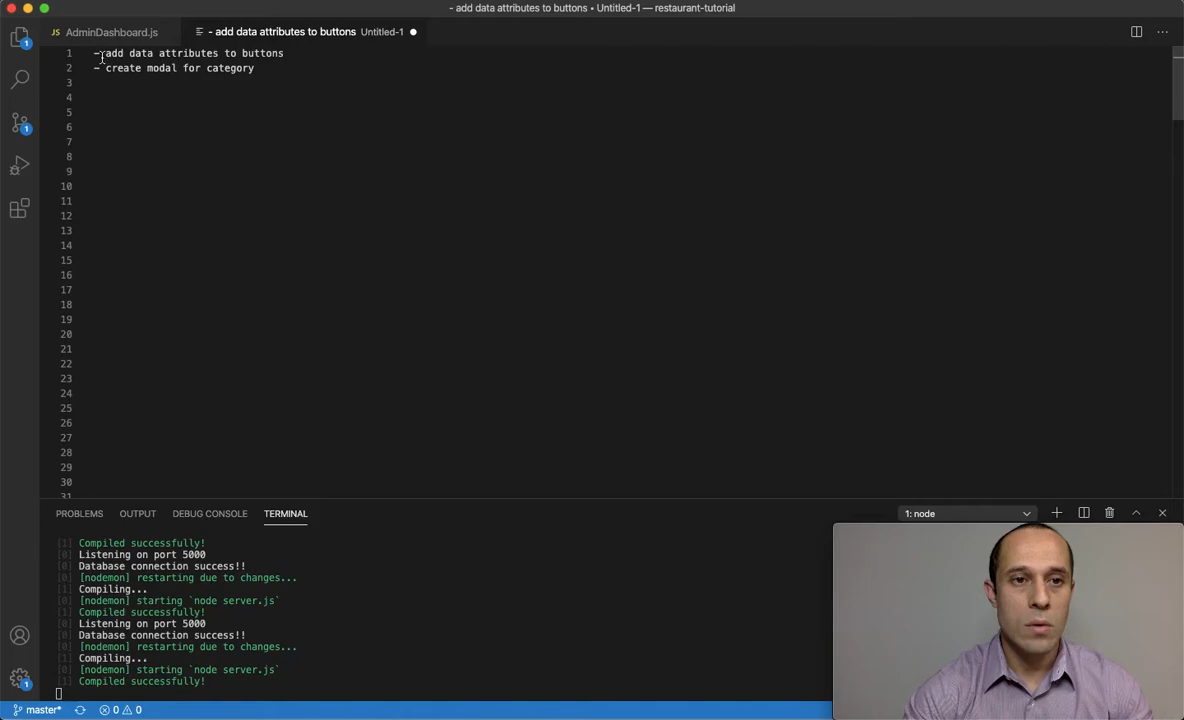 - add data attributes to buttons • Untitled-1 — restaurant-tutorial
JS AdminDashboard.js
- add data attributes to buttons Untitled-1
1 - add data attributes to buttons
2 - create modal for category
3
4
5
6
7
8
9
10
11
12
13
14
15
16
17
18
19
20
21
22
23
24
25
26
27
28
29
30
31
PROBLEMS OUTPUT DEBUG CONSOLE TERMINAL 1: node
[1] Compiled successfully!
[0] Listening on port 5000
[0] Database connection success!!
[0] [nodemon] restarting due to changes...
[1] Compiling...
[0] [nodemon] starting `node server.js`
[1] Compiled successfully!
[0] Listening on port 5000
[0] Database connection success!!
[0] [nodemon] restarting due to changes...
[1] Compiling...
[0] [nodemon] starting `node server.js`
[1] Compiled successfully!
master* 0 0
1
1
1